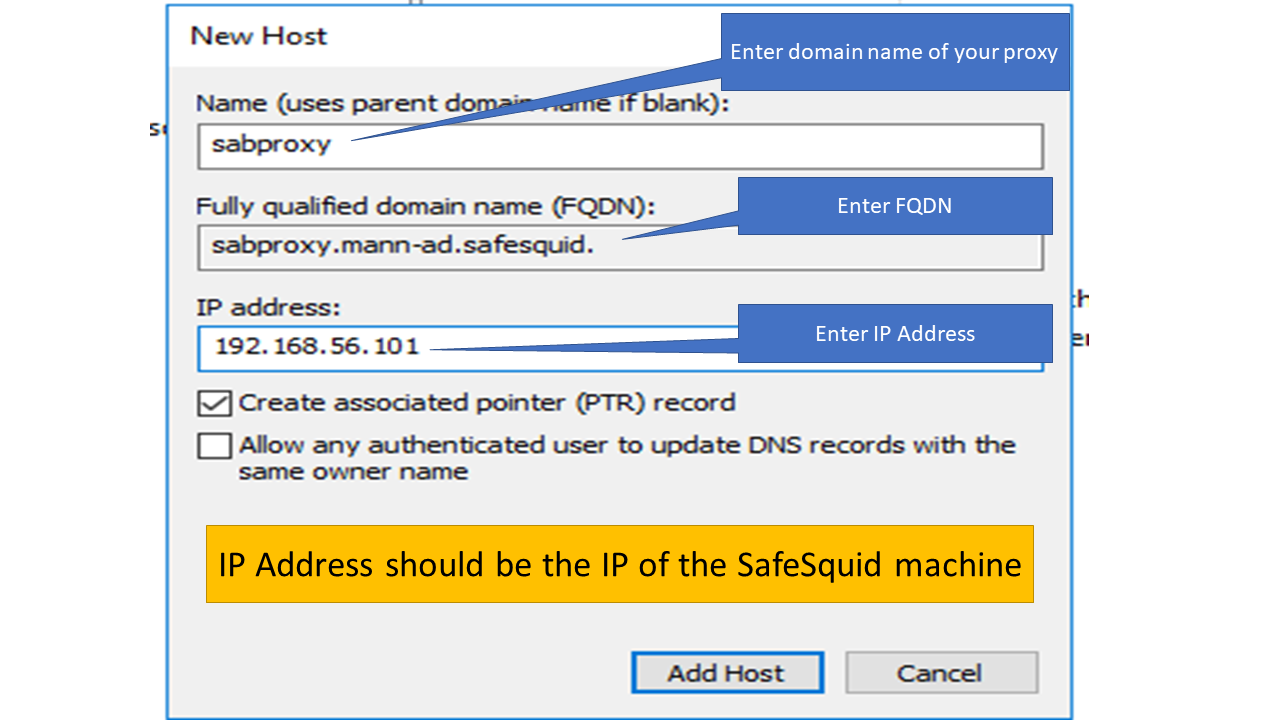 New Host
Enter domain name of your proxy
Name (uses parent domain name if blank):
sabproxy
Fully qualified domain name (FQDN):
Enter FQDN
sabproxy.mann-ad.safesquid.
IP address:
Enter IP Address
192.168.56.101
Create associated pointer (PTR) record
Allow any authenticated user to update DNS records with the
same owner name
IP Address should be the IP of the SafeSquid machine
Add Host
Cancel